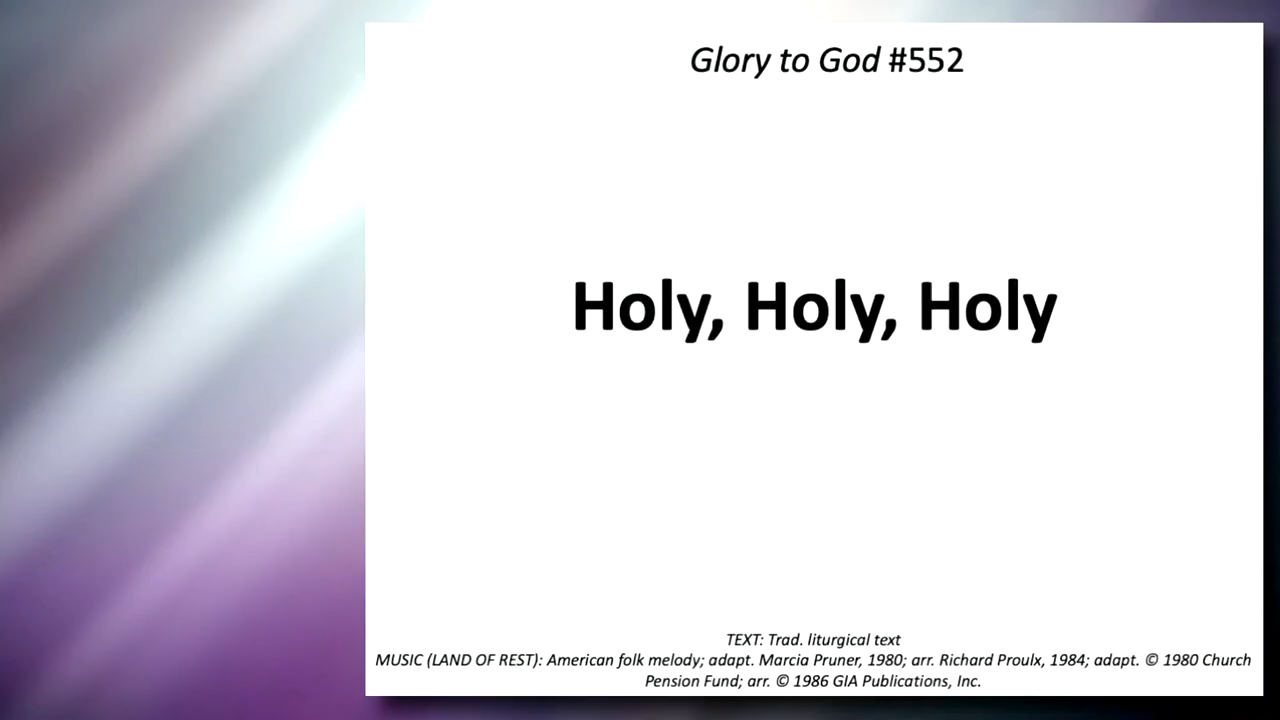 Glory to God #552
Holy, Holy, Holy
TEXT: Trad. liturgical text
MUSIC (LAND OF REST): American folk melody; adapt. Marcia Pruner, 1980; arr. Richard Proulx, 1984; adapt. © 1980 Church
Pension Fund; arr. © 1986 GIA Publications, Inc.